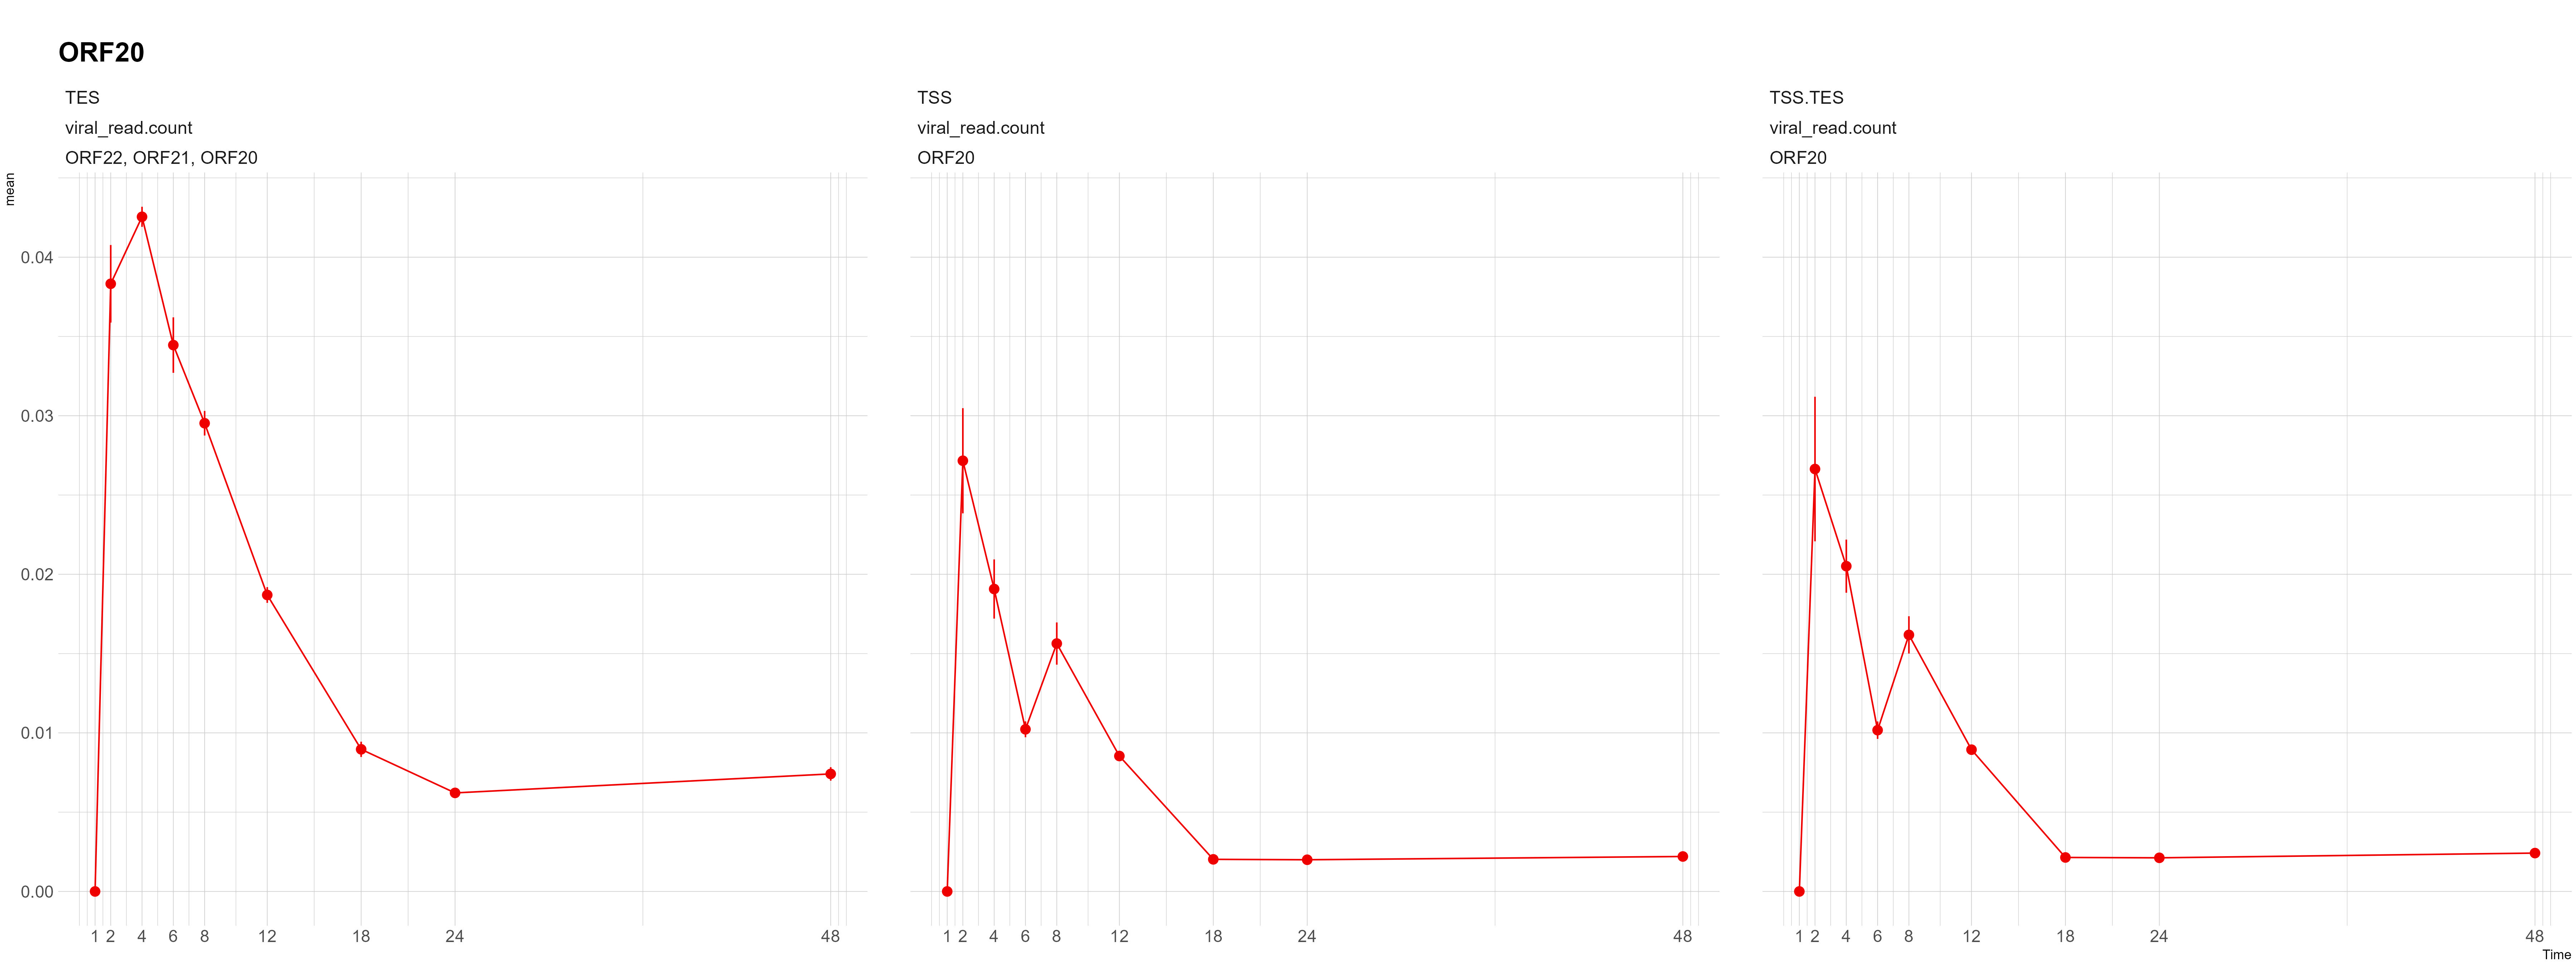 ORF20
TES
viral_read.count
ORF22, ORF21, ORF20
TSS
viral_read.count
ORF20
TSS.TES
viral_read.count
ORF20
mean
0.04
0.03
0.02
0.01
0.00
1 2 4 6 8 12 18 24 48
1 2 4 6 8 12 18 24 48
1 2 4 6 8 12 18 24 48
Time